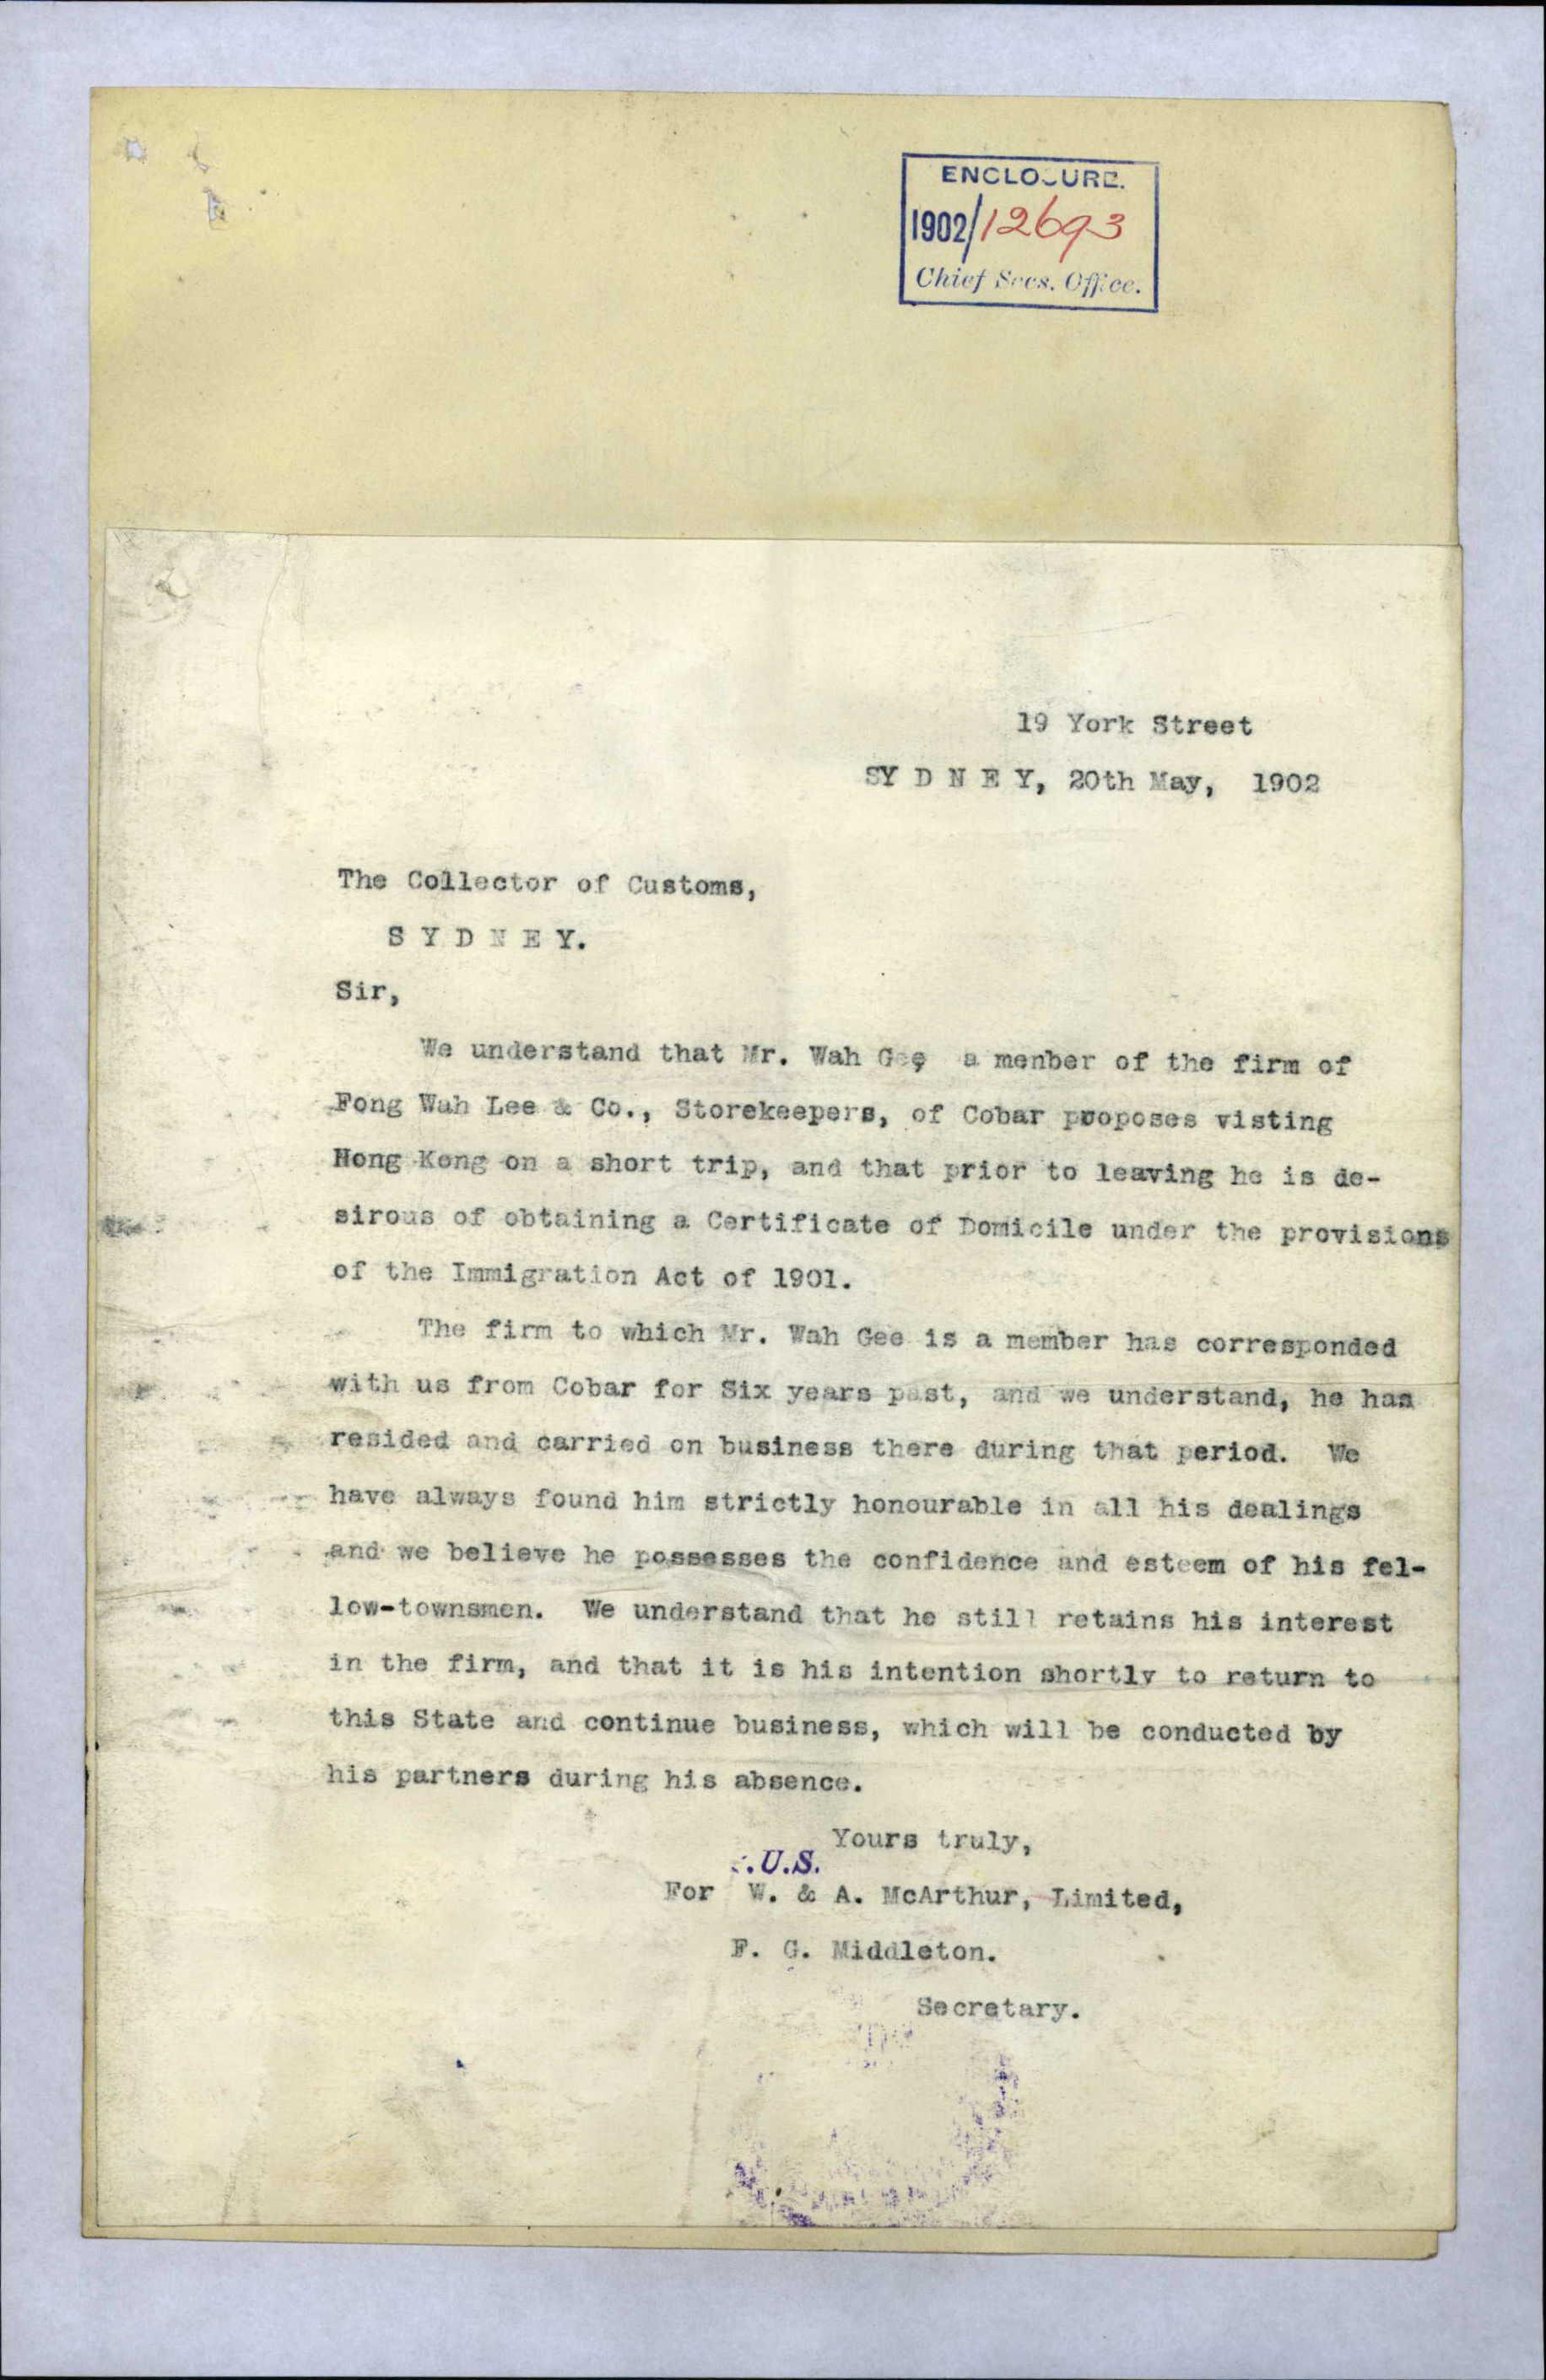 ENCLOSURE.
1902/12693
Chief Secs. Office.
19 York Street
SY D N E Y, 20th May, 1902
The Collector of Customs,
S Y D N E Y.
Sir,
We understand that Mr. Wah Gee, a menber of the firm of
Fong Wah Lee & Co., Storekeepers, of Cobar proposes visting
Hong Kong on a short trip, and that prior to leaving he is de-
sirous of obtaining a Certificate of Domicile under the provisions
of the Immigration Act of 1901.
The firm to which Mr. Wah Gee is a member has corresponded
with us from Cobar for Six years past, and we understand, he has
resided and carried on business there during that period. We
have always found him strictly honourable in all his dealings
and we believe he possesses the confidence and esteem of his fel-
low-townsmen. We understand that he still retains his interest
in the firm, and that it is his intention shortly to return to
this State and continue business, which will be conducted by
his partners during his absence.
Yours truly,
U.S.
For W. & A. McArthur, Limited,
F. G. Middleton.
Secretary.